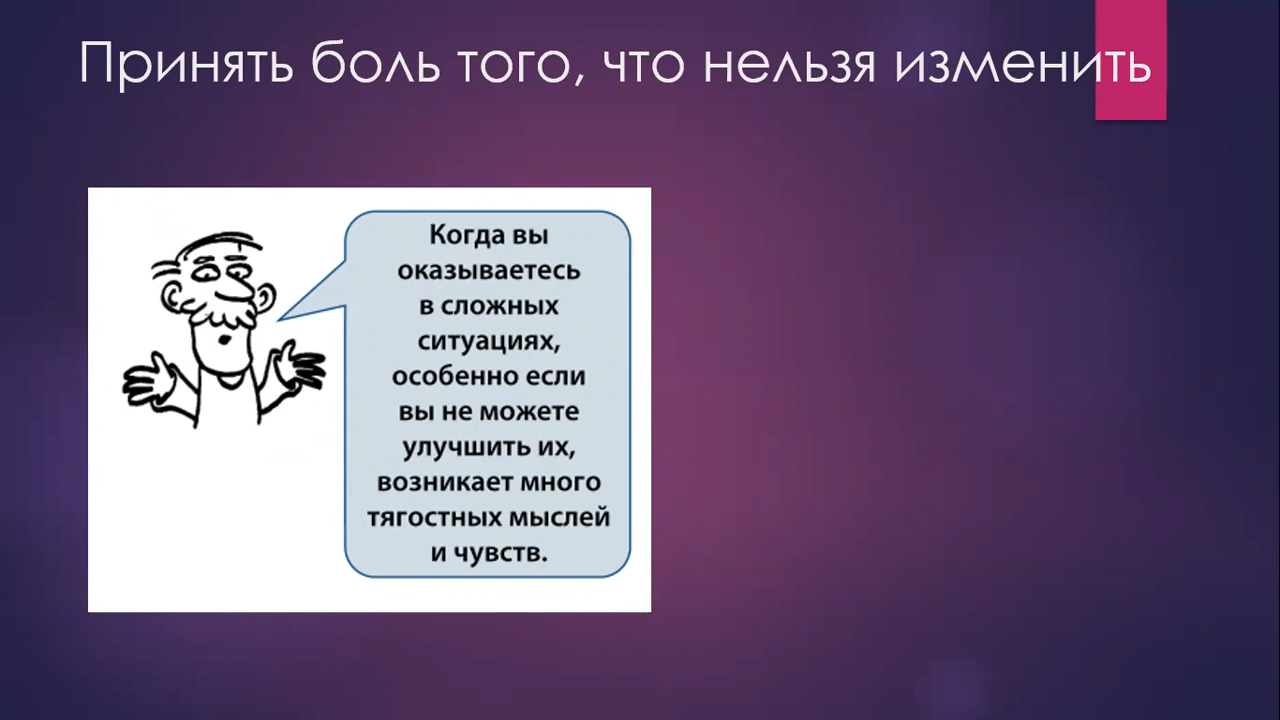 Принять боль того, что нельзя изменить
Когда вы
оказываетесь
в сложных
ситуациях,
особенно если
вы не можете
улучшить их,
возникает много
тягостных мыслей
и чувств.